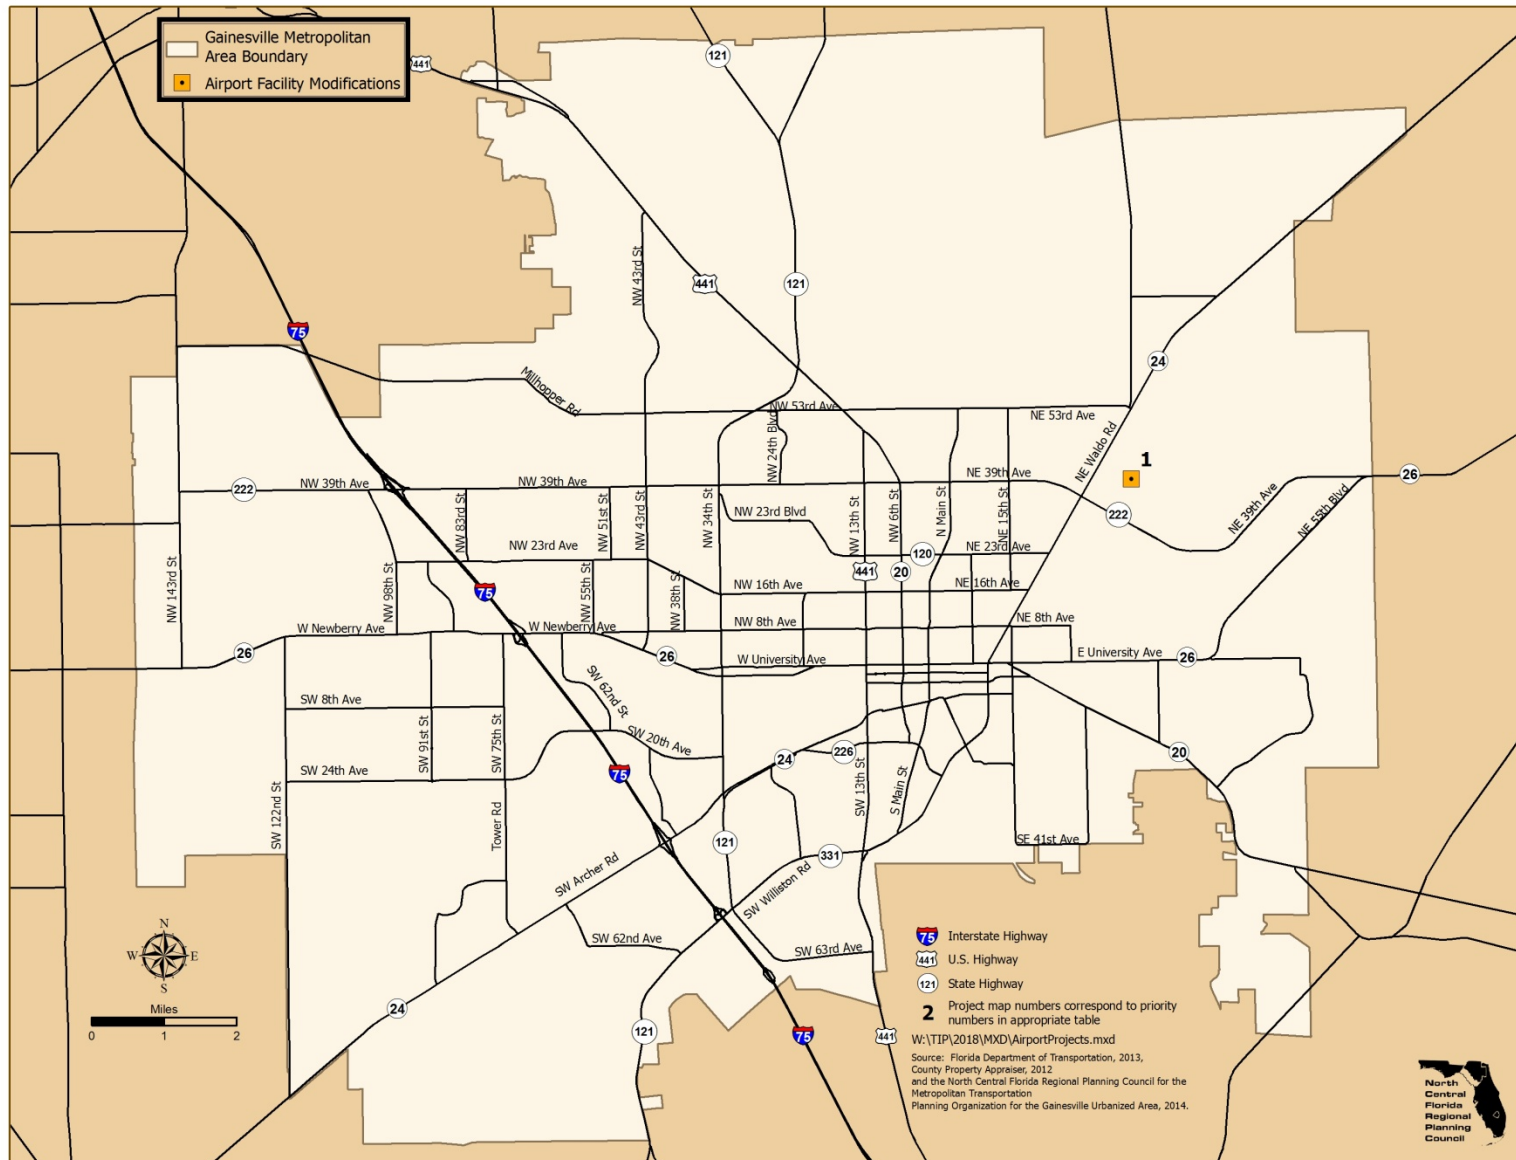 Gainesville Metropolitan
Area Boundary
Airport Facility Modifications
441
121
NW 43rd St
441
121
75
24
Millhopper Rd
NW 53rd Ave
NE 53rd Ave
NW 24th Blvd
NE Waldo Rd
1
222
NW 39th Ave
NW 39th Ave
NE 39th Ave
26
222
NE 39th Ave
NE 55th Blvd
NW 83rd St
NW 51st St
NW 43rd St
NW 34th St
NW 23rd Blvd
NW 13th St
NW 6th St
N Main St
NE 15th St
NW 23rd Ave
120
NE 23rd Ave
NW 143rd St
NW 98th St
75
NW 55th St
NW 38th St
NW 16th Ave
441
20
NE 16th Ave
W Newberry Ave
W Newberry Ave
NW 8th Ave
NE 8th Ave
26
26
W University Ave
E University Ave
26
SW 62nd St
SW 8th Ave
SW 91st St
SW 75th St
SW 20th Ave
24
226
20
SW 24th Ave
75
SW 13th St
S Main St
SW 122nd St
Tower Rd
121
331
SE 41st Ave
SW Archer Rd
SW Williston Rd
SW 62nd Ave
SW 63rd Ave
24
121
75
441
N
W
E
S
Miles
0
1
2
75
Interstate Highway
441
U.S. Highway
121
State Highway
2
Project map numbers correspond to priority
numbers in appropriate table
W:\TIP\2018\MXD\AirportProjects.mxd
Source: Florida Department of Transportation, 2013,
County Property Appraiser, 2012
and the North Central Florida Regional Planning Council for the
Metropolitan Transportation
Planning Organization for the Gainesville Urbanized Area, 2014.
North
Central
Florida
Regional
Planning
Council